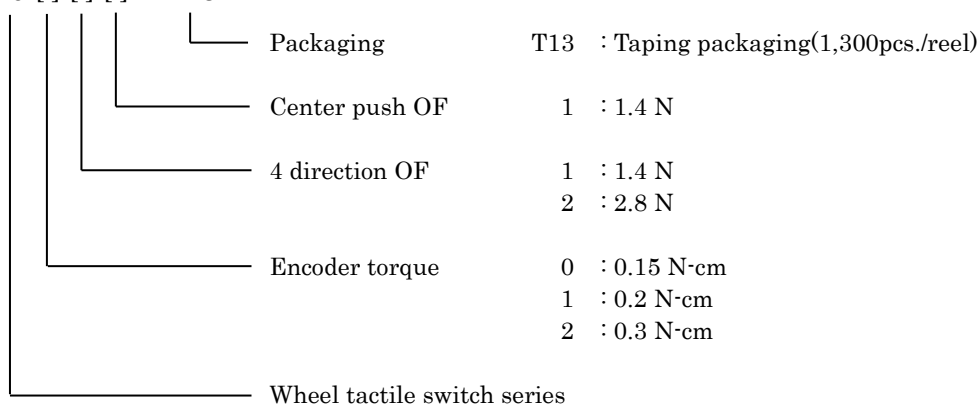 Packaging T13 : Taping packaging(1,300pcs./reel)
Center push OF 1 : 1.4 N
4 direction OF 1 : 1.4 N
2 : 2.8 N
Encoder torque 0 : 0.15 N-cm
1 : 0.2 N-cm
2 : 0.3 N-cm
Wheel tactile switch series